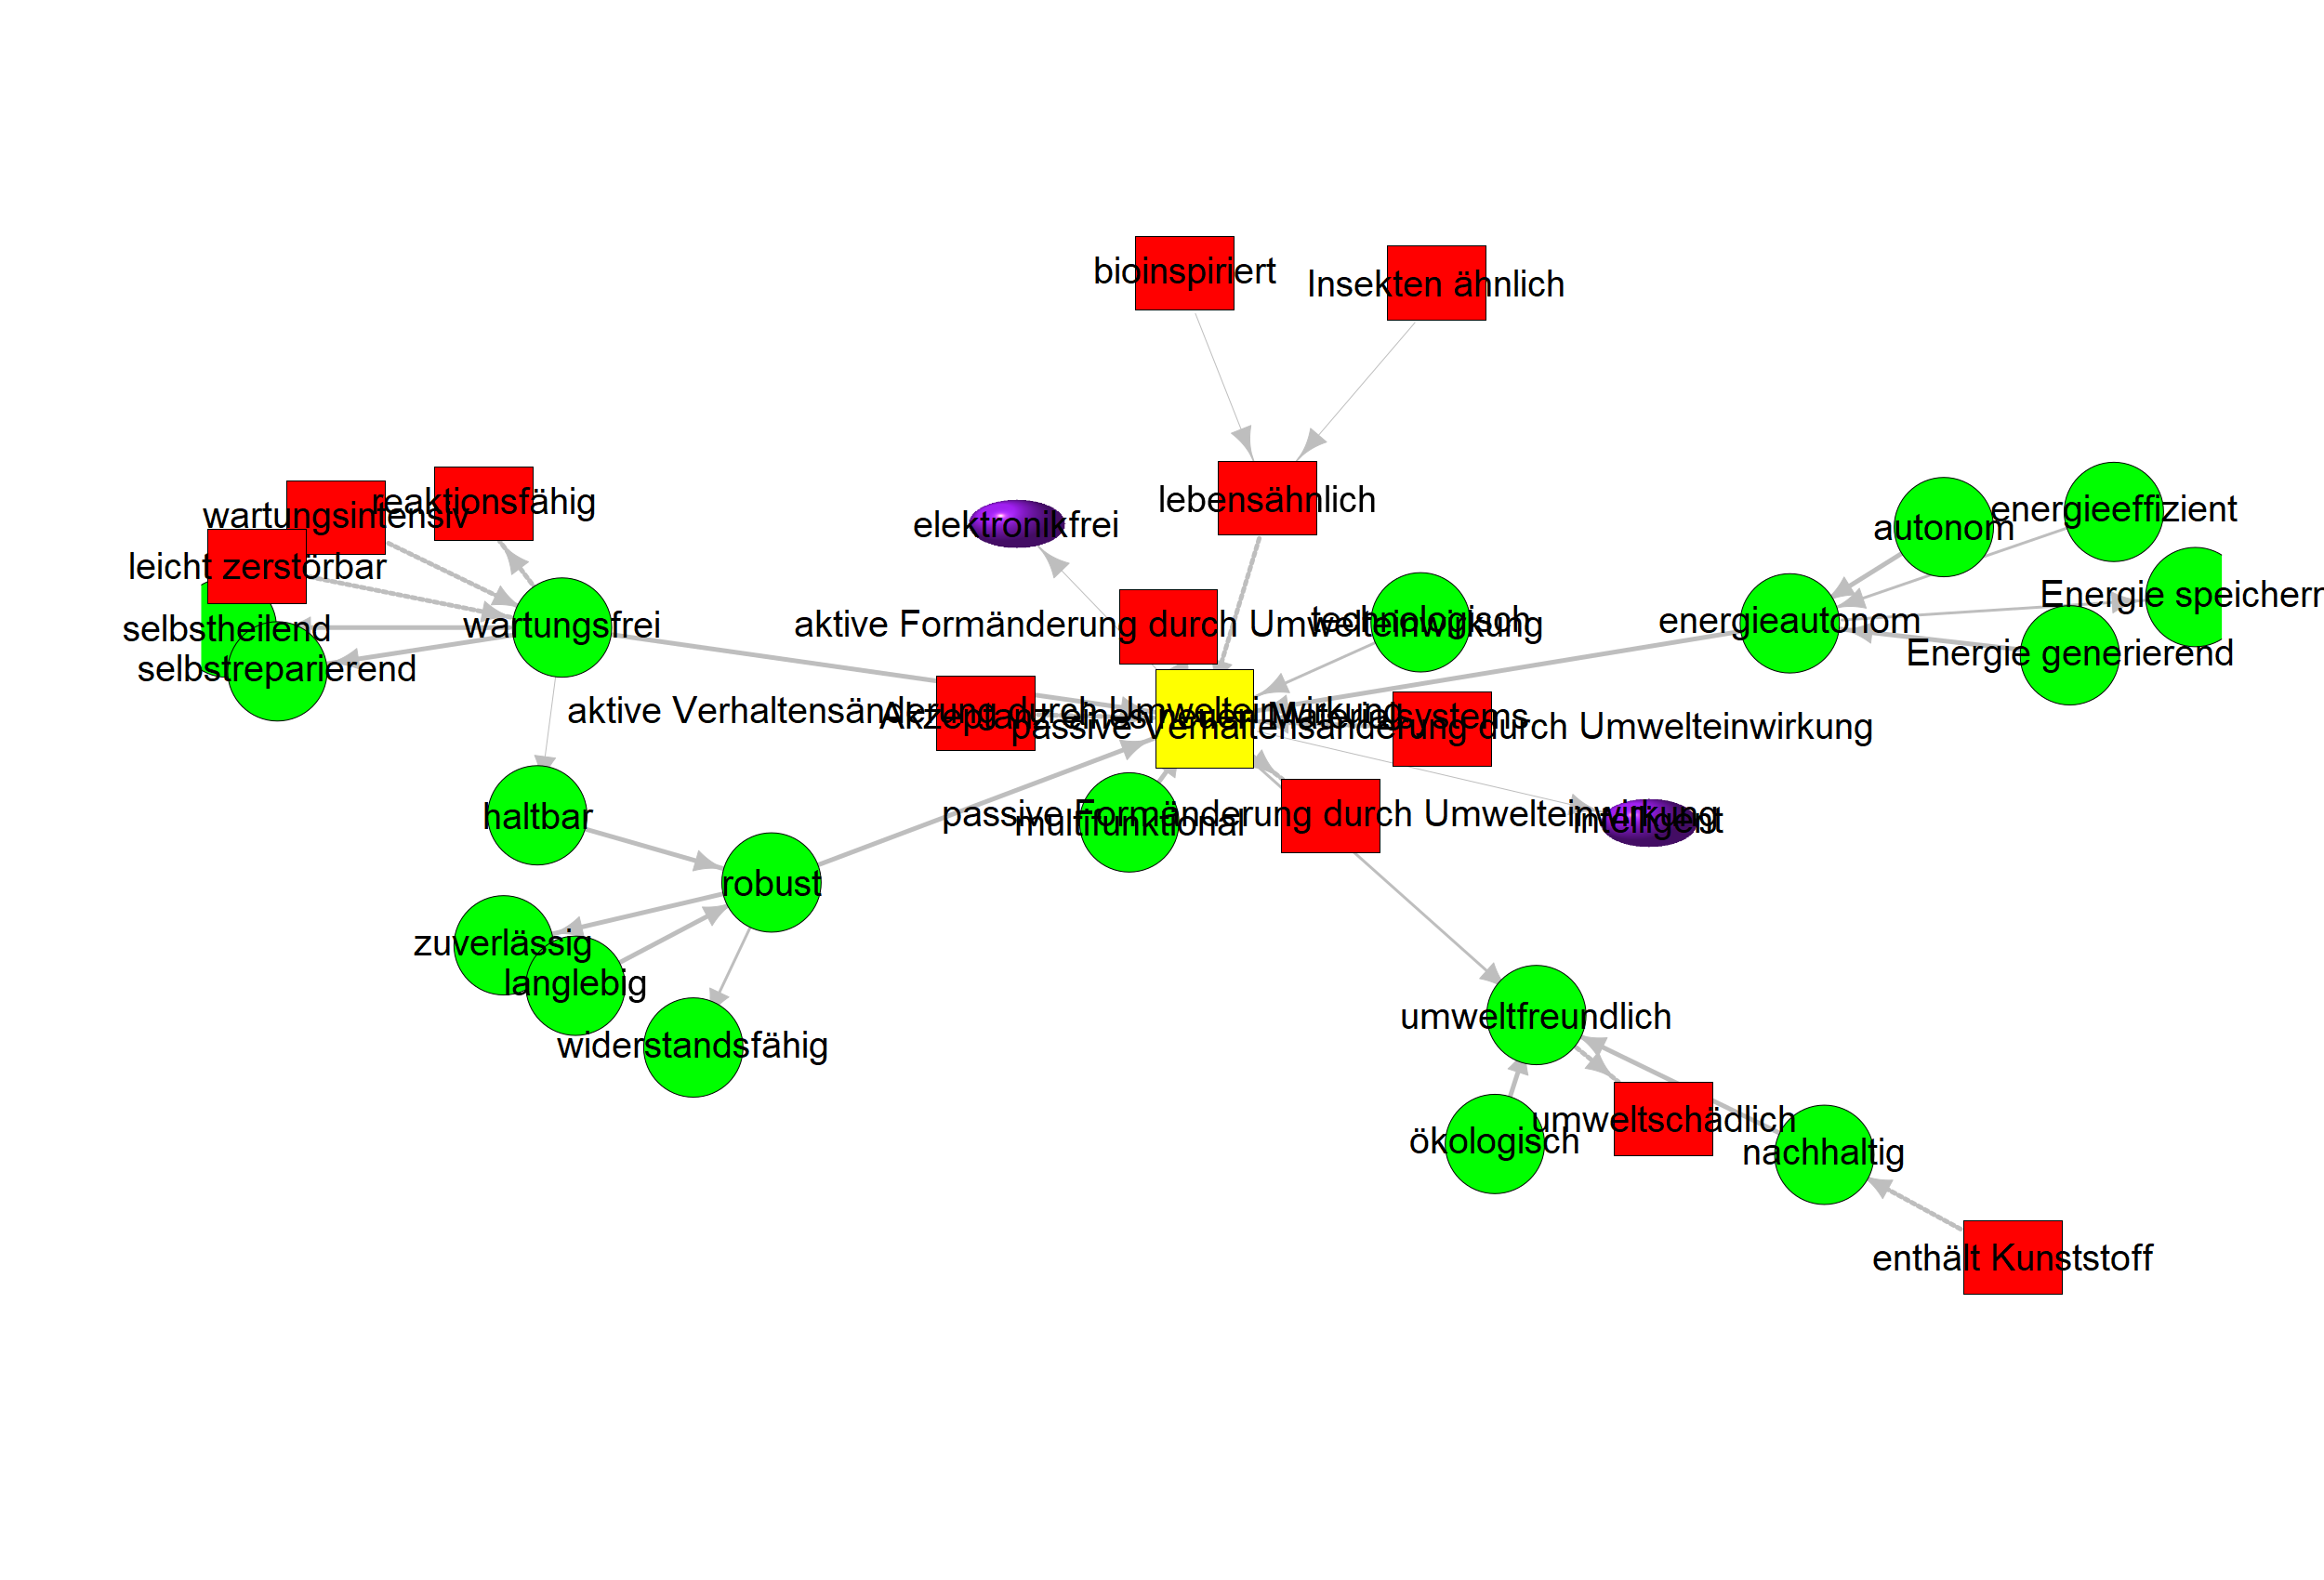 bioinspiriert
Insekten ähnlich
lebensähnlich
reaktionsfähig
wartungsintensiv
elektronikfrei
energieeffizient
autonom
leicht zerstörbar
Energie speichern
selbstheilend
wartungsfrei
aktive Formänderung durch Umwelteinwirkung
technologisch
energieautonom
Energie generierend
selbstreparierend
aktive Verhaltensänderung durch Umwelteinwirkung
Akzeptanz eines neuen Materialsystems
passive Verhaltensänderung durch Umwelteinwirkung
haltbar
passive Formänderung durch Umwelteinwirkung
multifunktional
intelligent
robust
zuverlässig
langlebig
umweltfreundlich
widerstandsfähig
umweltschädlich
ökologisch
nachhaltig
enthält Kunststoff